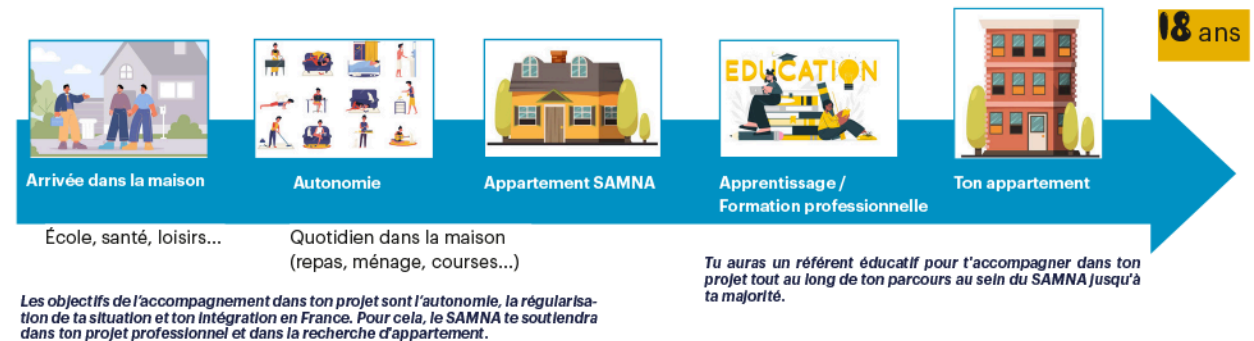 18 ans
EDUCATION
Arrivée dans la maison
Autonomie
Appartement SAMNA
Apprentissage /
Formation professionnelle
Ton appartement
École, santé, loisirs...
Quotidien dans la maison
(repas, ménage, courses...)
Les objectifs de l'accompagnement dans ton projet sont l'autonomie, la régularisa-
tion de ta situation et ton intégration en France. Pour cela, le SAMNA te soutiendra
dans ton projet professionnel et dans la recherche d'appartement.
Tu auras un référent éducatif pour t'accompagner dans ton
projet tout au long de ton parcours au sein du SAMNA jusqu'à
ta majorité.